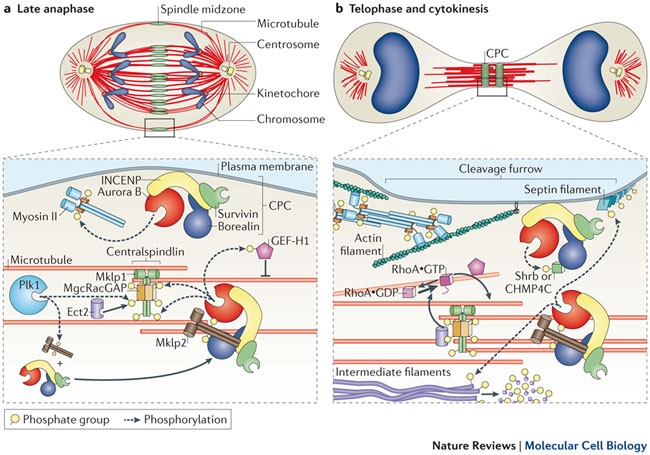 a Late anaphase
Spindle midzone
Microtubule
Centrosome
Kinetochore
Chromosome
Plasma membrane
INCENP
Aurora B
Myosin II
Survivin
Borealin
CPC
GEF-H1
Microtubule
Centralspindlin
Mklp1
MgcRacGAP
Plk1
Ect2
Mklp2
+
b Telophase and cytokinesis
CPC
Cleavage furrow
Septin filament
Actin
filament
RhoA•GTP
RhoA•GDP
Shrb or
CHMP4C
Intermediate filaments
Phosphate group
Phosphorylation
Nature Reviews | Molecular Cell Biology